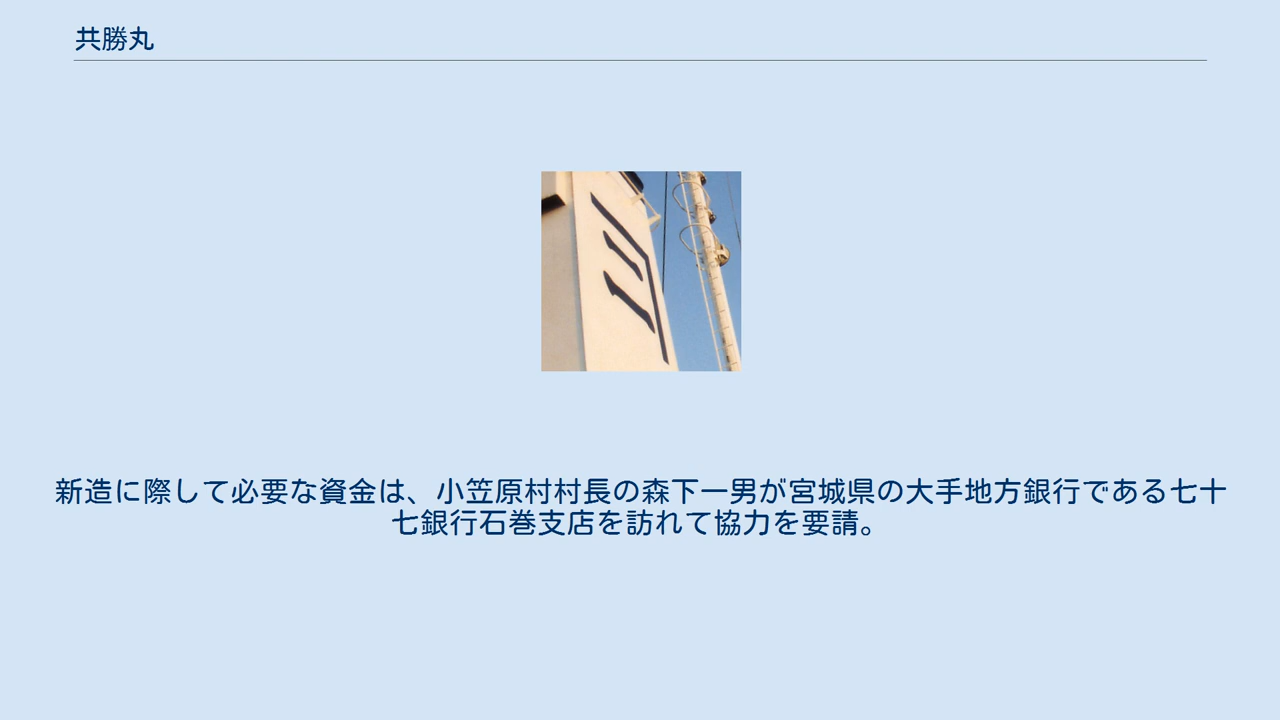 共勝丸
新造に際して必要な資金は、小笠原村村長の森下一男が宮城県の大手地方銀行である七十
七銀行石巻支店を訪れて協力を要請。